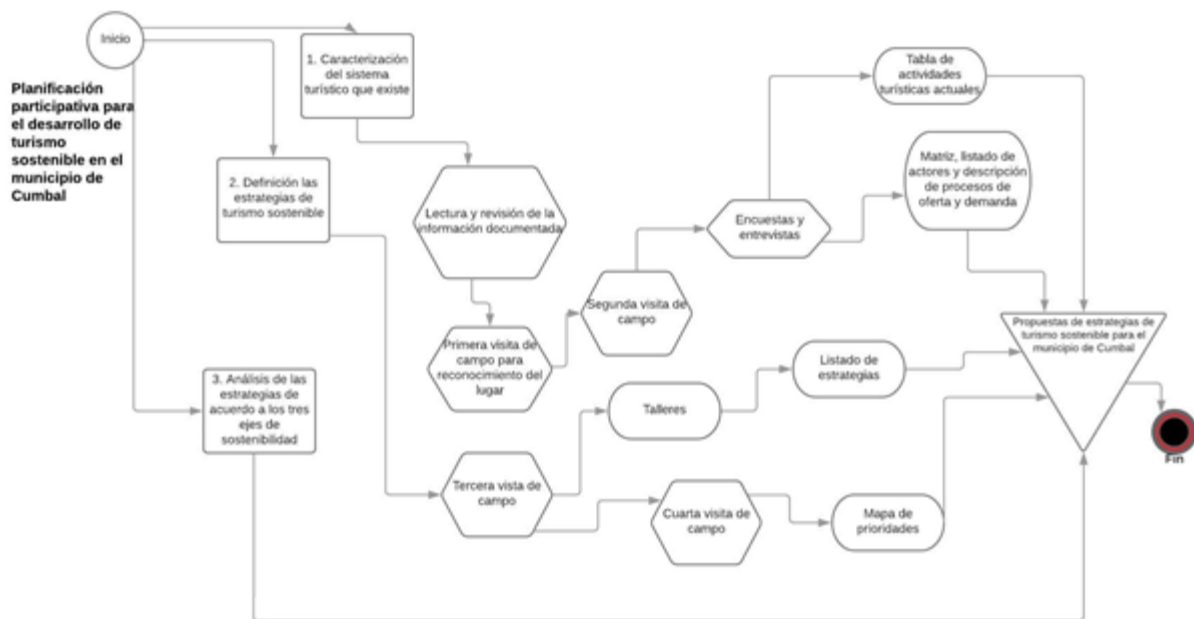 Inicio
Planificación
participativa para
el desarrollo de
turismo
sostenible en el
municipio de
Cumbal
1. Caracterización
del sistema
turístico que existe
2. Definición las
estrategias de
turismo sostenible
3. Análisis de las
estrategias de
acuerdo a los tres
ejes de
sostenibilidad
Lectura y revisión de la
información documentada
Primera visita de
campo para
reconocimiento del
lugar
Segunda visita de
campo
Encuestas y
entrevistas
Tabla de
actividades
turísticas actuales
Matriz, listado de
actores y descripción
de procesos de
oferta y demanda
Tercera vista de
campo
Talleres
Listado de
estrategias
Cuarta visita de
campo
Mapa de
prioridades
Propuestas de estrategias de
turismo sostenible para el
municipio de Cumbal
Fin